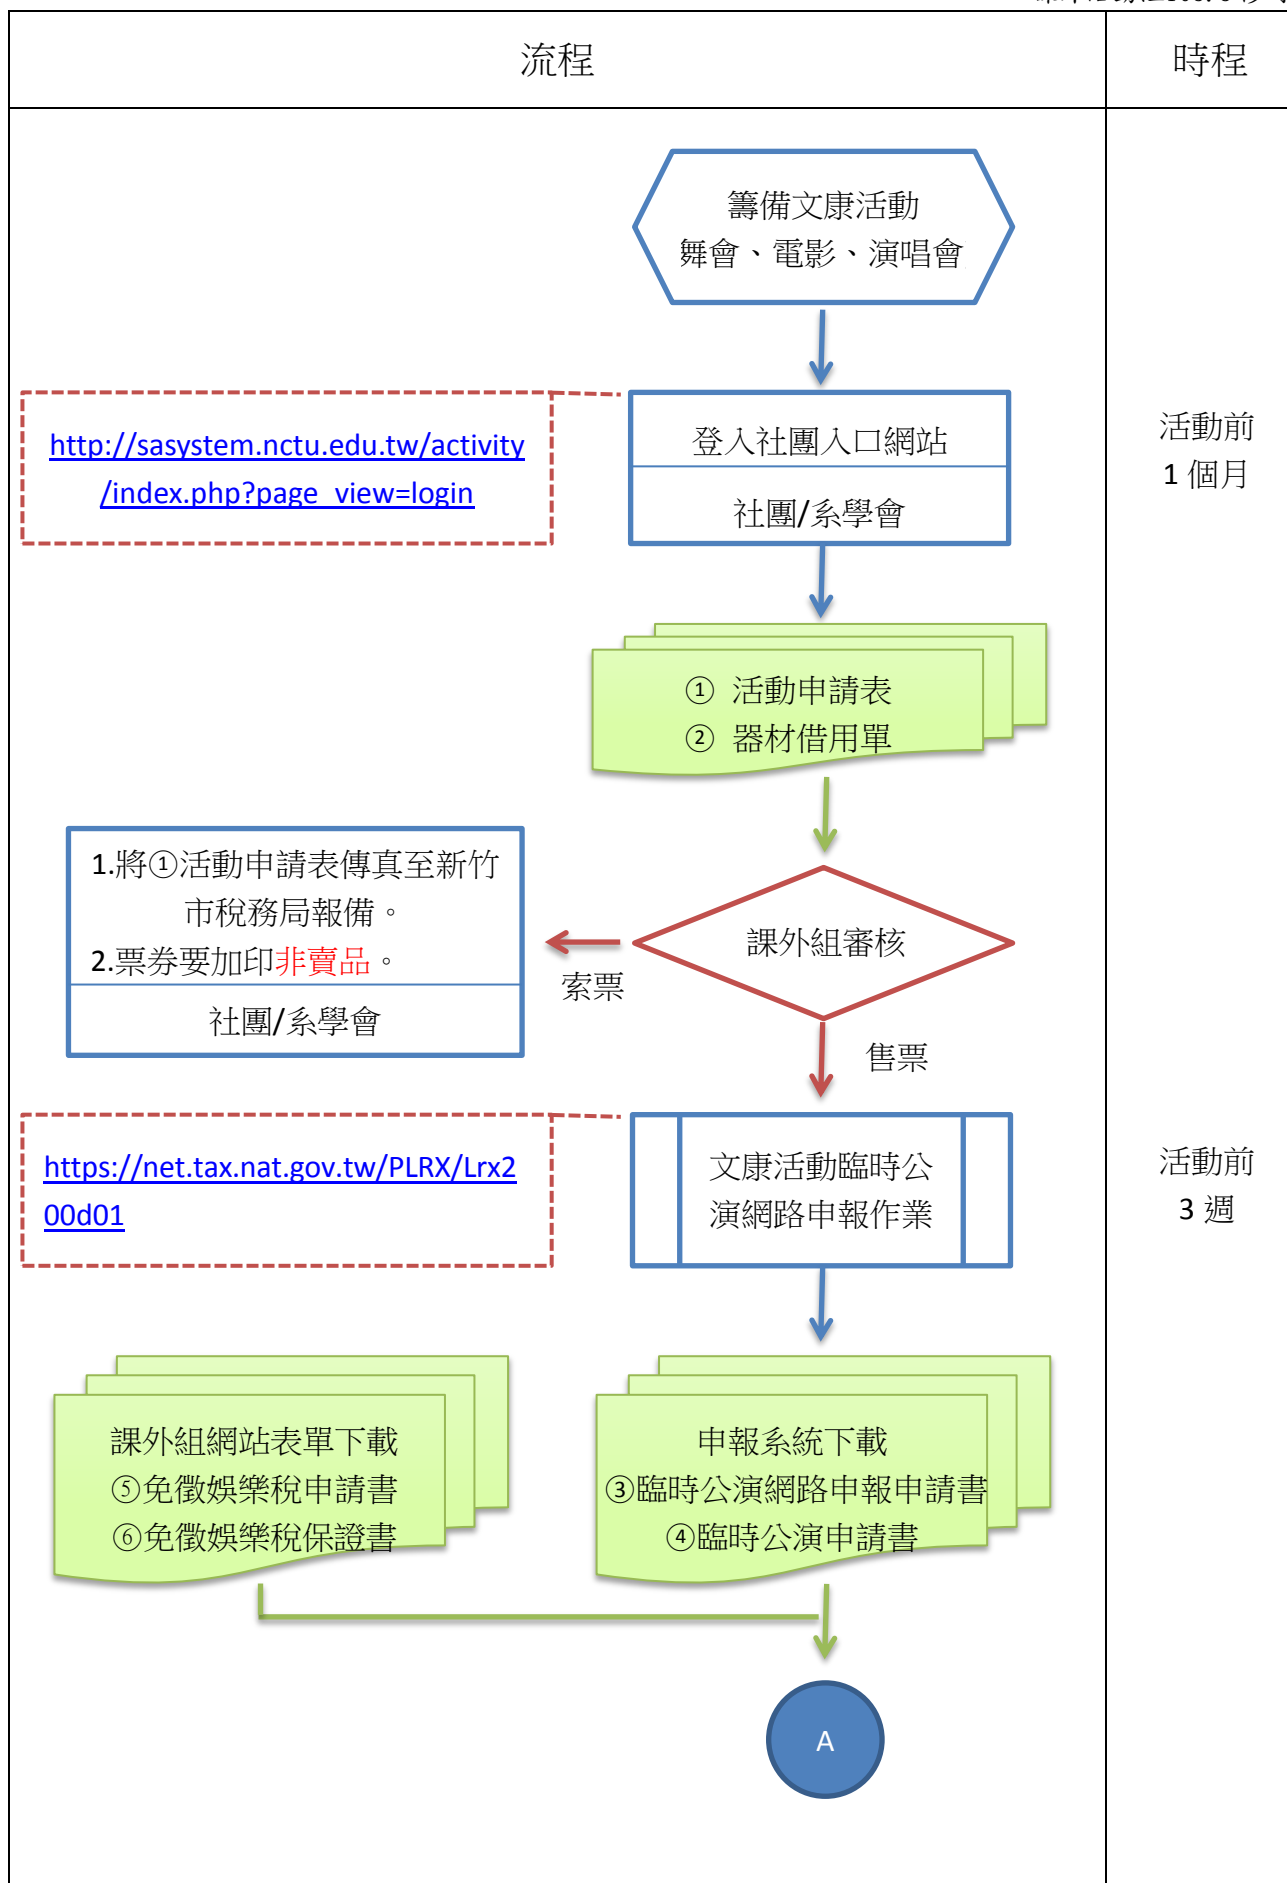 流程
時程
籌備文康活動
舞會、電影、演唱會
http://sasystem.nctu.edu.tw/activity
/index.php?page_view=login
登入社團入口網站
社團/系學會
活動前
1 個月
① 活動申請表
② 器材借用單
1.將①活動申請表傳真至新竹
市稅務局報備。
2.票券要加印非賣品。
社團/系學會
課外組審核
索票
售票
https://net.tax.nat.gov.tw/PLRX/Lrx2
00d01
文康活動臨時公
演網路申報作業
活動前
3 週
課外組網站表單下載
⑤免徵娛樂稅申請書
⑥免徵娛樂稅保證書
申報系統下載
③臨時公演網路申報申請書
④臨時公演申請書
A